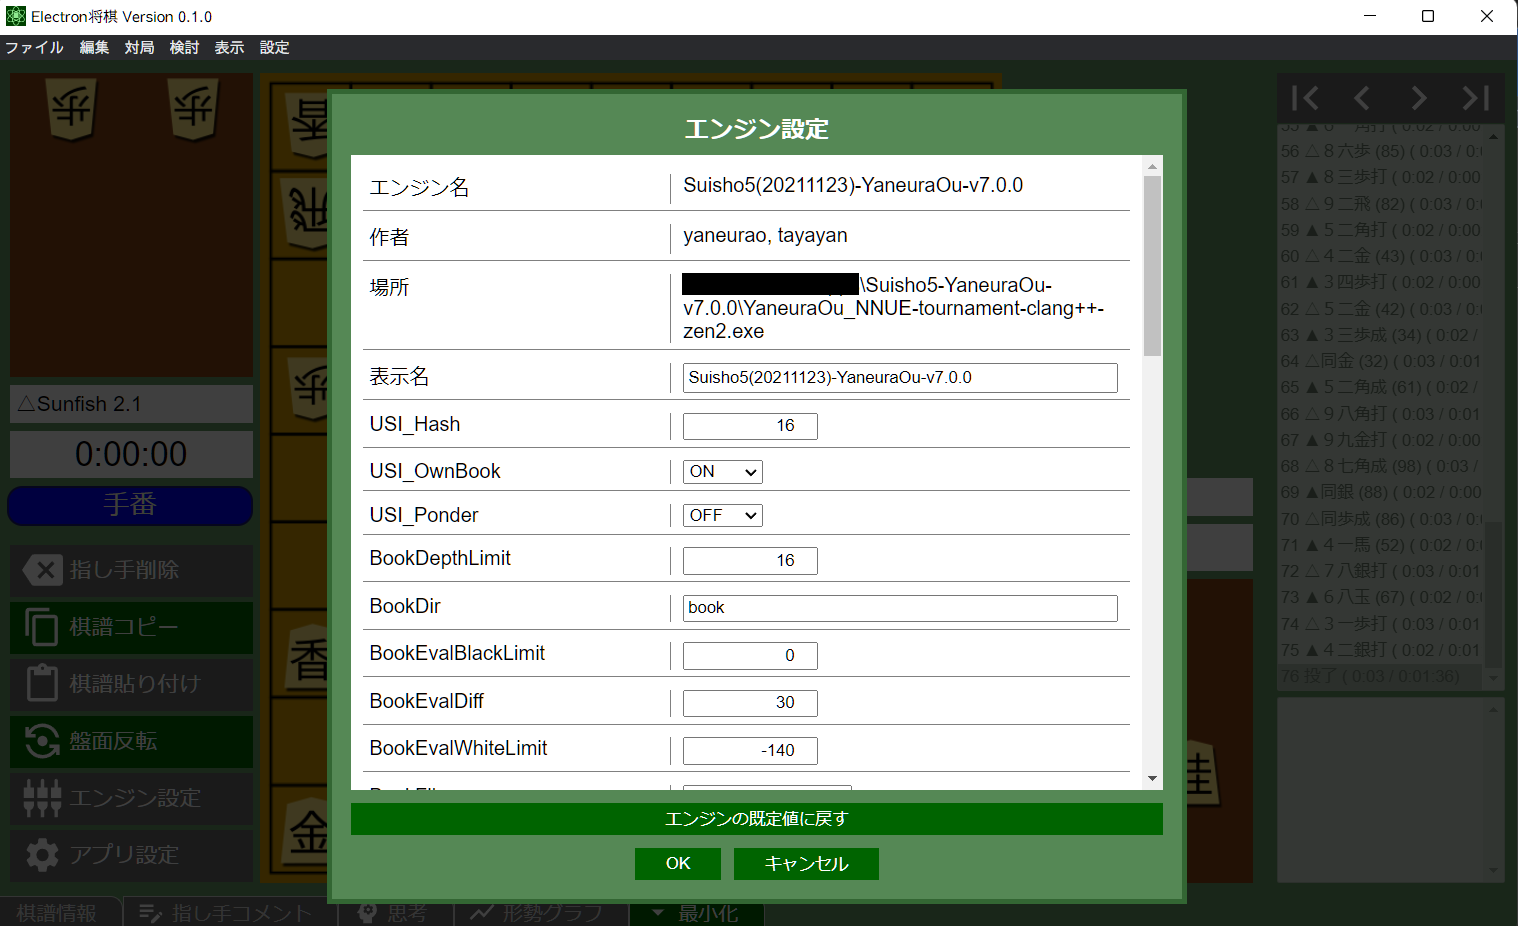 Electron将棋 Version 0.1.0
ファイル 編集 対局 検討 表示 設定
歩 歩
香
飛
歩
香
金
桂
△Sunfish 2.1
0:00:00
手番
指し手削除
棋譜コピー
棋譜貼り付け
盤面反転
エンジン設定
アプリ設定
エンジン設定
エンジン名 Suisho5(20211123)-YaneuraOu-v7.0.0
作者 yaneurao, tayayan
場所 \Suisho5-YaneuraOu-
v7.0.0\YaneuraOu_NNUE-tournament-clang++-
zen2.exe
表示名 Suisho5(20211123)-YaneuraOu-v7.0.0
USI_Hash 16
USI_OwnBook ON
USI_Ponder OFF
BookDepthLimit 16
BookDir book
BookEvalBlackLimit 0
BookEvalDiff 30
BookEvalWhiteLimit -140
エンジンの既定値に戻す
OK キャンセル
56 △８六歩 (85) ( 0:03 / 0:0
57 ▲８三歩打 ( 0:02 / 0:00
58 △９二飛 (82) ( 0:03 / 0:
59 ▲５二角打 ( 0:02 / 0:00
60 △４二金 (43) ( 0:03 / 0:
61 ▲３四歩打 ( 0:02 / 0:00
62 △５二金 (42) ( 0:03 / 0:
63 ▲３三歩成 (34) ( 0:02 /
64 △同金 (32) ( 0:03 / 0:01
65 ▲５二角成 (61) ( 0:02 /
66 △９八角打 ( 0:03 / 0:01
67 ▲９九金打 ( 0:02 / 0:00
68 △８七角成 (98) ( 0:03 /
69 ▲同銀 (88) ( 0:02 / 0:00
70 △同歩成 (86) ( 0:03 / 0:
71 ▲４一馬 (52) ( 0:02 / 0:
72 △７八銀打 ( 0:03 / 0:01
73 ▲６八玉 (67) ( 0:02 / 0:
74 △３一歩打 ( 0:03 / 0:01
75 ▲４二銀打 ( 0:02 / 0:01
76 投了 ( 0:03 / 0:01:36)
棋譜情報 指し手コメント 思考 形勢グラフ 最小化